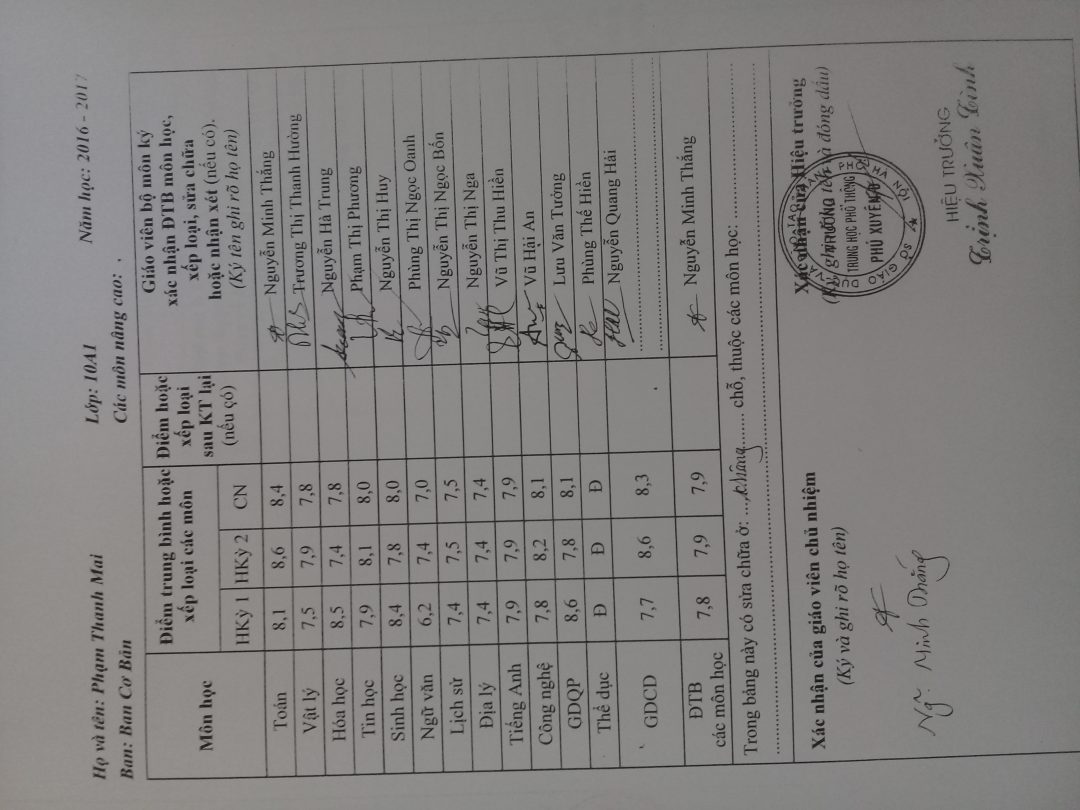 Họ và tên: Phạm Thanh Mai Lớp: 10A1 Năm học: 2016 - 2017
Ban: Ban Cơ Bản Các môn nâng cao: .
Môn học
Điểm trung bình hoặc
xếp loại các môn
HKỳ 1 HKỳ 2 CN
Điểm hoặc
xếp loại
sau KT lại
(nếu có)
Giáo viên bộ môn ký
xác nhận ĐTB môn học,
xếp loại, sửa chữa
hoặc nhận xét (nếu có).
(Ký tên ghi rõ họ tên)
Toán 8,1 8,6 8,4 Nguyễn Minh Thắng
Vật lý 7,5 7,9 7,8 Trương Thị Thanh Hường
Hóa học 8,5 7,4 7,8 Nguyễn Hà Trung
Tin học 7,9 8,1 8,0 Phạm Thị Phương
Sinh học 8,4 7,8 8,0 Nguyễn Thị Huy
Ngữ văn 6,2 7,4 7,0 Phùng Thị Ngọc Oanh
Lịch sử 7,4 7,5 7,5 Nguyễn Thị Ngọc Bốn
Địa lý 7,4 7,4 7,4 Nguyễn Thị Nga
Tiếng Anh 7,9 7,9 7,9 Vũ Thị Thu Hiền
Công nghệ 7,8 8,2 8,1 Vũ Hải An
GDQP 8,6 7,8 8,1 Lưu Văn Tưởng
Thể dục Đ Đ Đ Phùng Thế Hiền
GDCD 7,7 8,6 8,3 Nguyễn Quang Hải
ĐTB
các môn học 7,8 7,9 7,9 Nguyễn Minh Thắng
Trong bảng này có sửa chữa ở: ...không........ chỗ, thuộc các môn học: ........................
Xác nhận của giáo viên chủ nhiệm
(Ký và ghi rõ họ tên)
Ng: Minh Thắng
Xác nhận của Hiệu trưởng
(Ký, ghi rõ họ tên và đóng dấu)
TRƯỜNG
TRUNG HỌC PHỔ THÔNG
PHÚ XUYÊN
HIỆU TRƯỞNG
Trịnh Xuân Tình